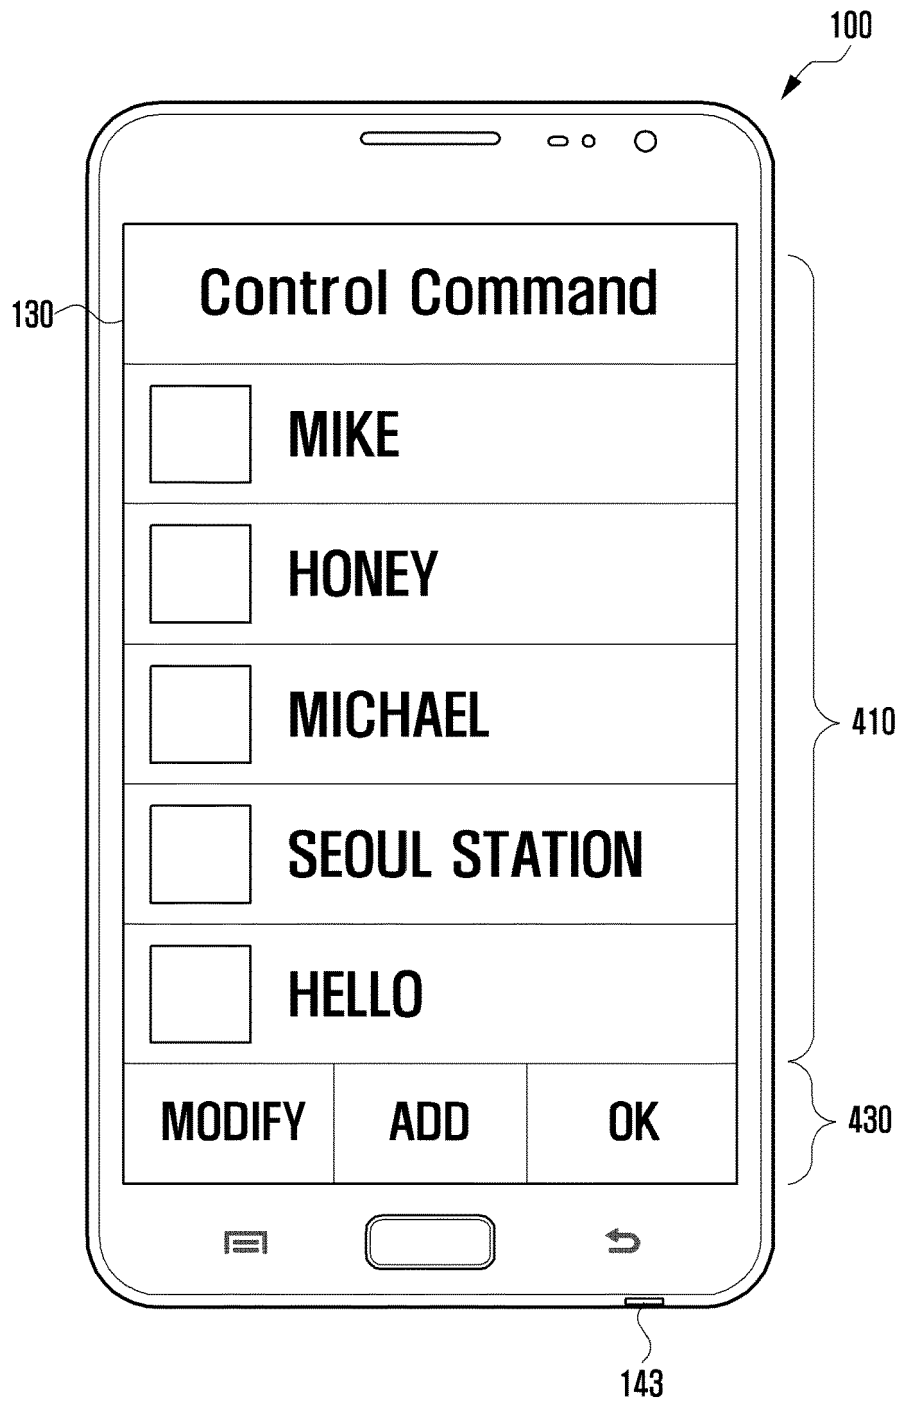 100
Control Command
130
MIKE
HONEY
MICHAEL
410
SEOUL STATION
HELLO
MODIFY ADD OK
430
143